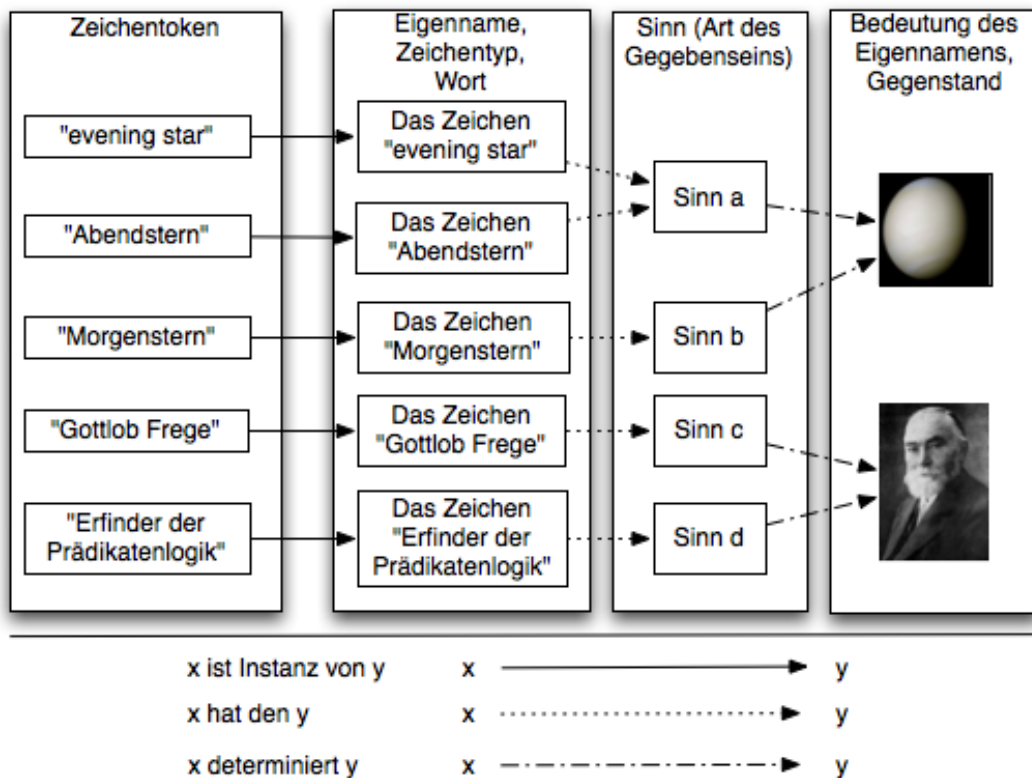 Zeichentoken
"evening star"
"Abendstern"
"Morgenstern"
"Gottlob Frege"
"Erfinder der
Prädikatenlogik"
Eigenname,
Zeichentyp,
Wort
Das Zeichen
"evening star"
Das Zeichen
"Abendstern"
Das Zeichen
"Morgenstern"
Das Zeichen
"Gottlob Frege"
Das Zeichen
"Erfinder der
Prädikatenlogik"
Sinn (Art des
Gegebenseins)
Sinn a
Sinn b
Sinn c
Sinn d
Bedeutung des
Eigennamens,
Gegenstand
x ist Instanz von y x y
x hat den y x y
x determiniert y x y